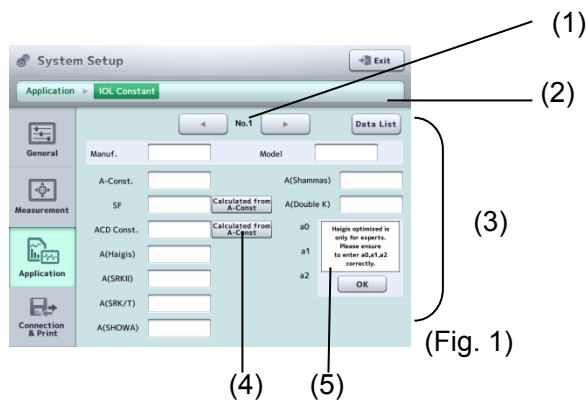 (1)
System Setup
Exit
Application ▶ IOL Constant
(2)
◀ No.1 ▶ Data List
General
Manuf. Model
A-Const. A(Shammas)
SF Calculated from A-Const A(Double K)
Measurement
ACD Const. Calculated from A-Const
a0
a1
a2
Haigis optimized is
only for experts.
Please ensure
to enter a0,a1,a2
correctly.
OK
(3)
A(Haigis)
Application
A(SRKII)
A(SRK/T)
Connection
& Print
A(SHOWA)
(Fig. 1)
(4)
(5)